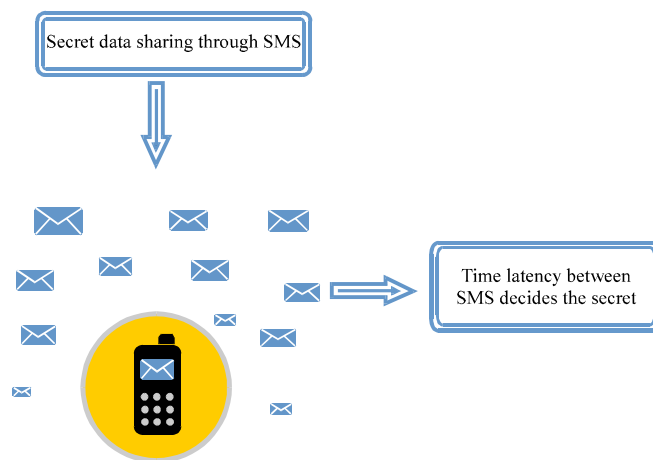 Secret data sharing through SMS
Time latency between
SMS decides the secret